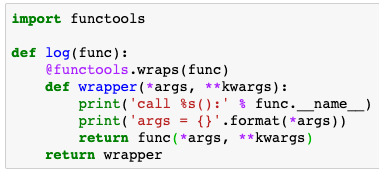 import functools

def log(func):
    @functools.wraps(func)
    def wrapper(*args, **kwargs):
        print('call %s():' % func.__name__)
        print('args = {}'.format(*args))
        return func(*args, **kwargs)
    return wrapper